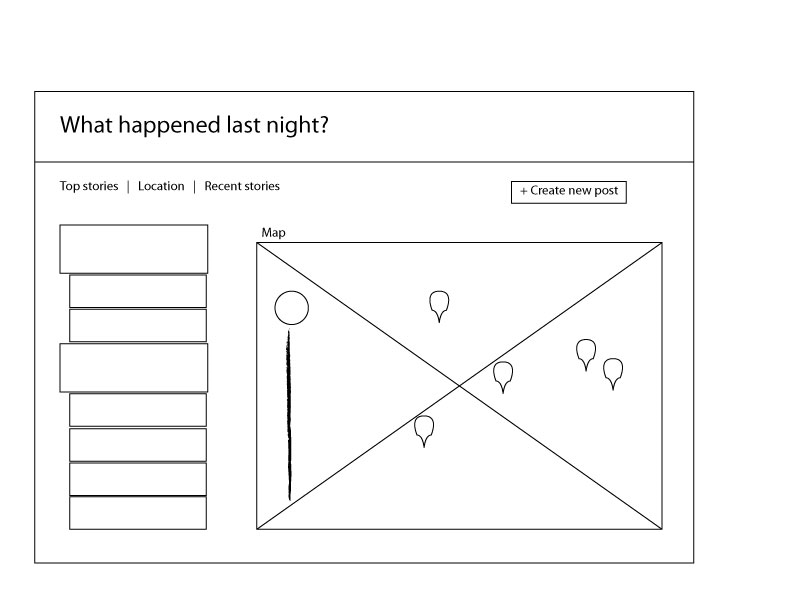 What happened last night?
Top stories | Location | Recent stories
+ Create new post
Map